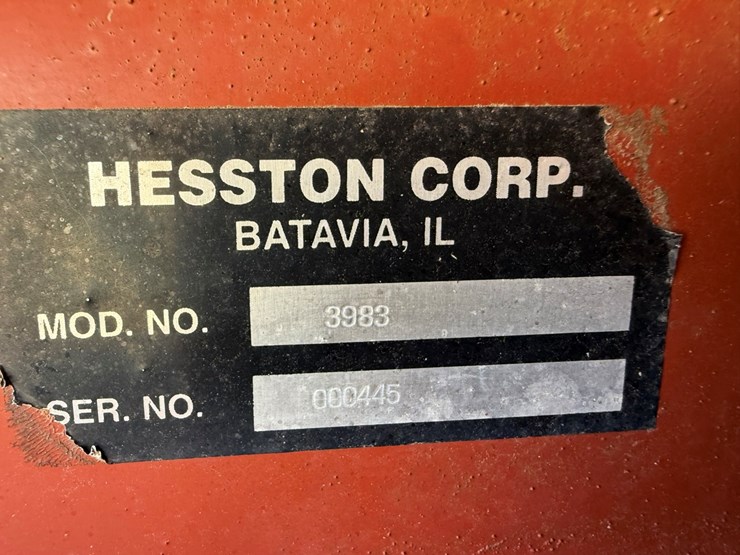 HESSTON CORP.
BATAVIA, IL
MOD. NO. 3983
SER. NO. 000445